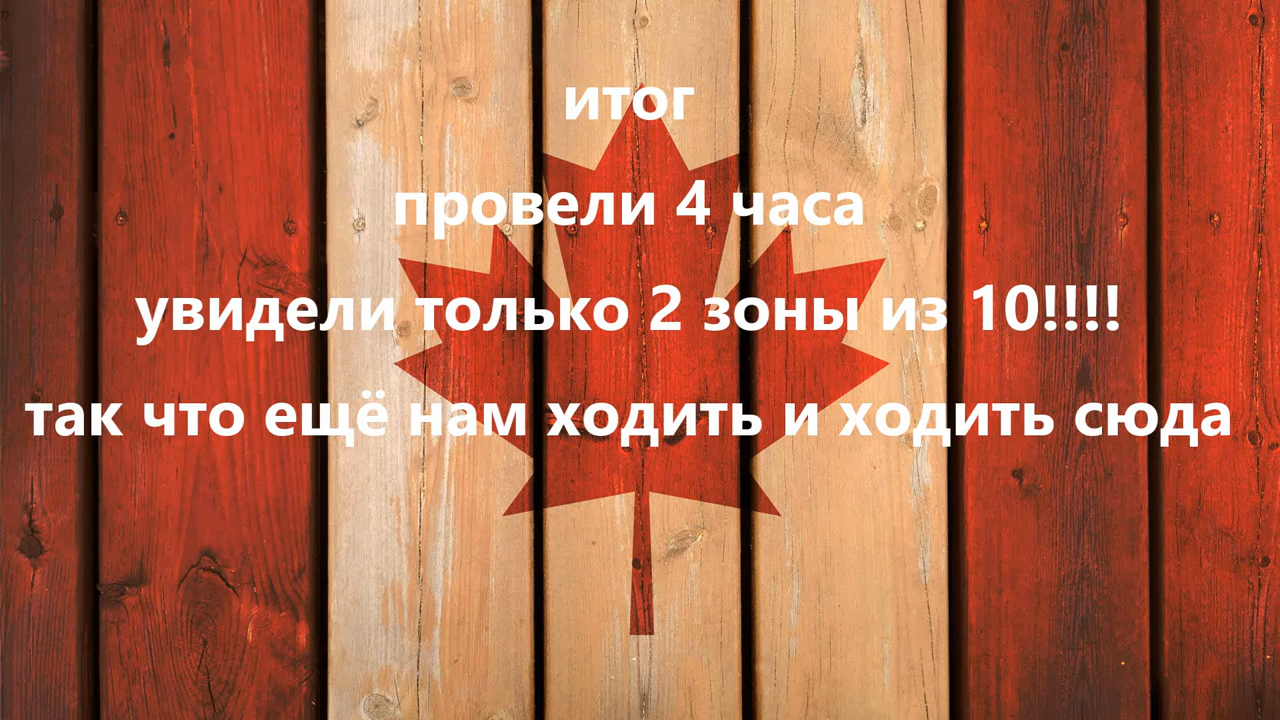 итог
провели 4 часа
увидели только 2 зоны из 10!!!!
так что ещё нам ходить и ходить сюда